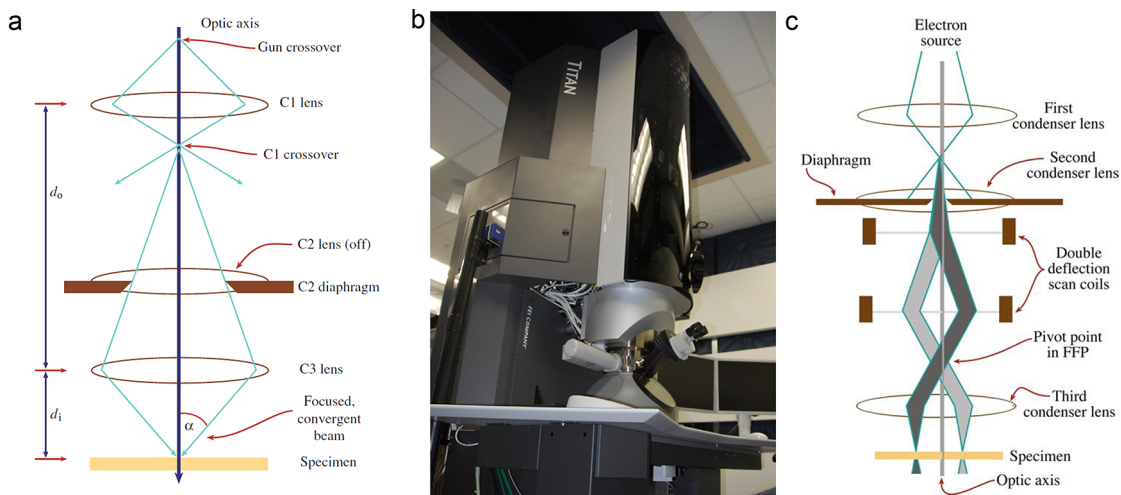 a
Optic axis
Gun crossover
C1 lens
C1 crossover
d_o
C2 lens (off)
C2 diaphragm
C3 lens
d_i
α
Focused,
convergent
beam
Specimen
b
TITAN
FEI COMPANY
c
Electron
source
First
condenser lens
Diaphragm
Second
condenser lens
Double
deflection
scan coils
Pivot point
in FFP
Third
condenser lens
Specimen
Optic axis